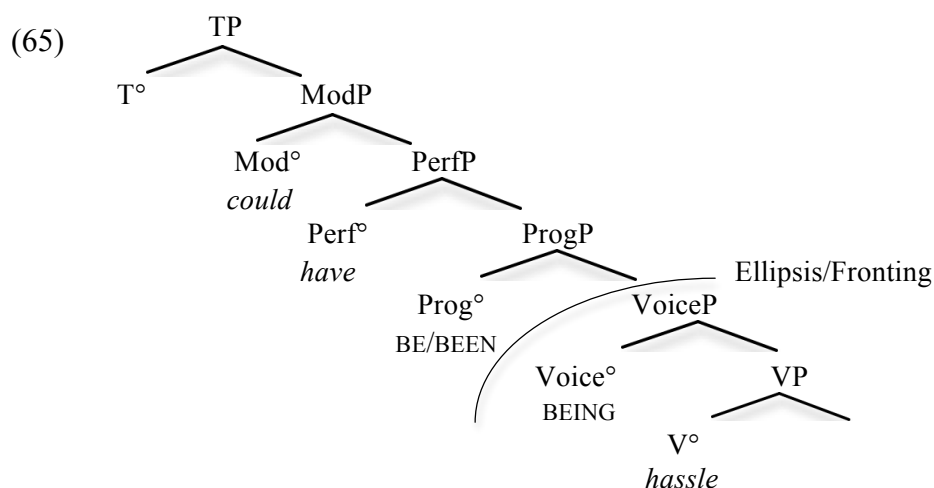 (65)
TP
T° ModP
Mod° PerfP
could
Perf° ProgP
have
Ellipsis/Fronting
Prog° VoiceP
BE/BEEN
Voice° VP
BEING
V°
hassle